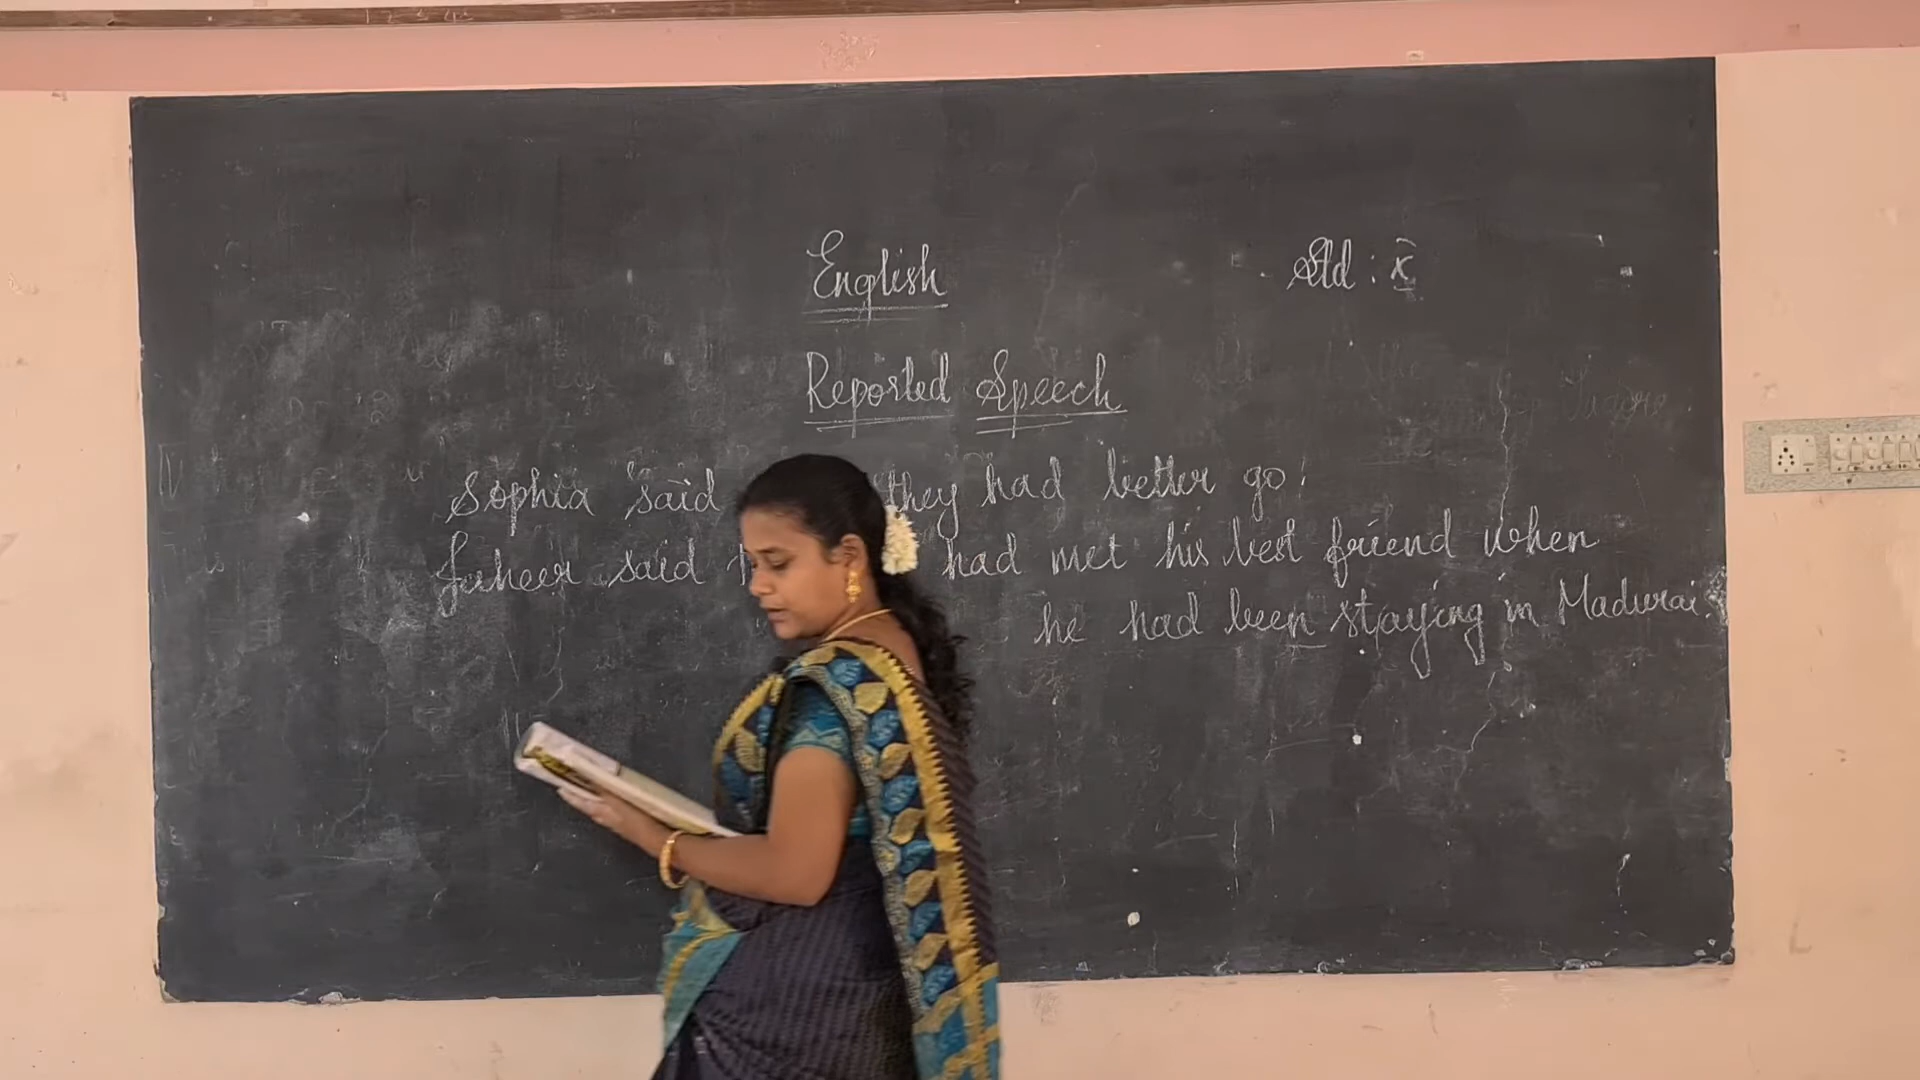 English
Std : X
Reported Speech
Sophia said they had better go!
Jaheer said had met his best friend when
he had been staying in Madurai.